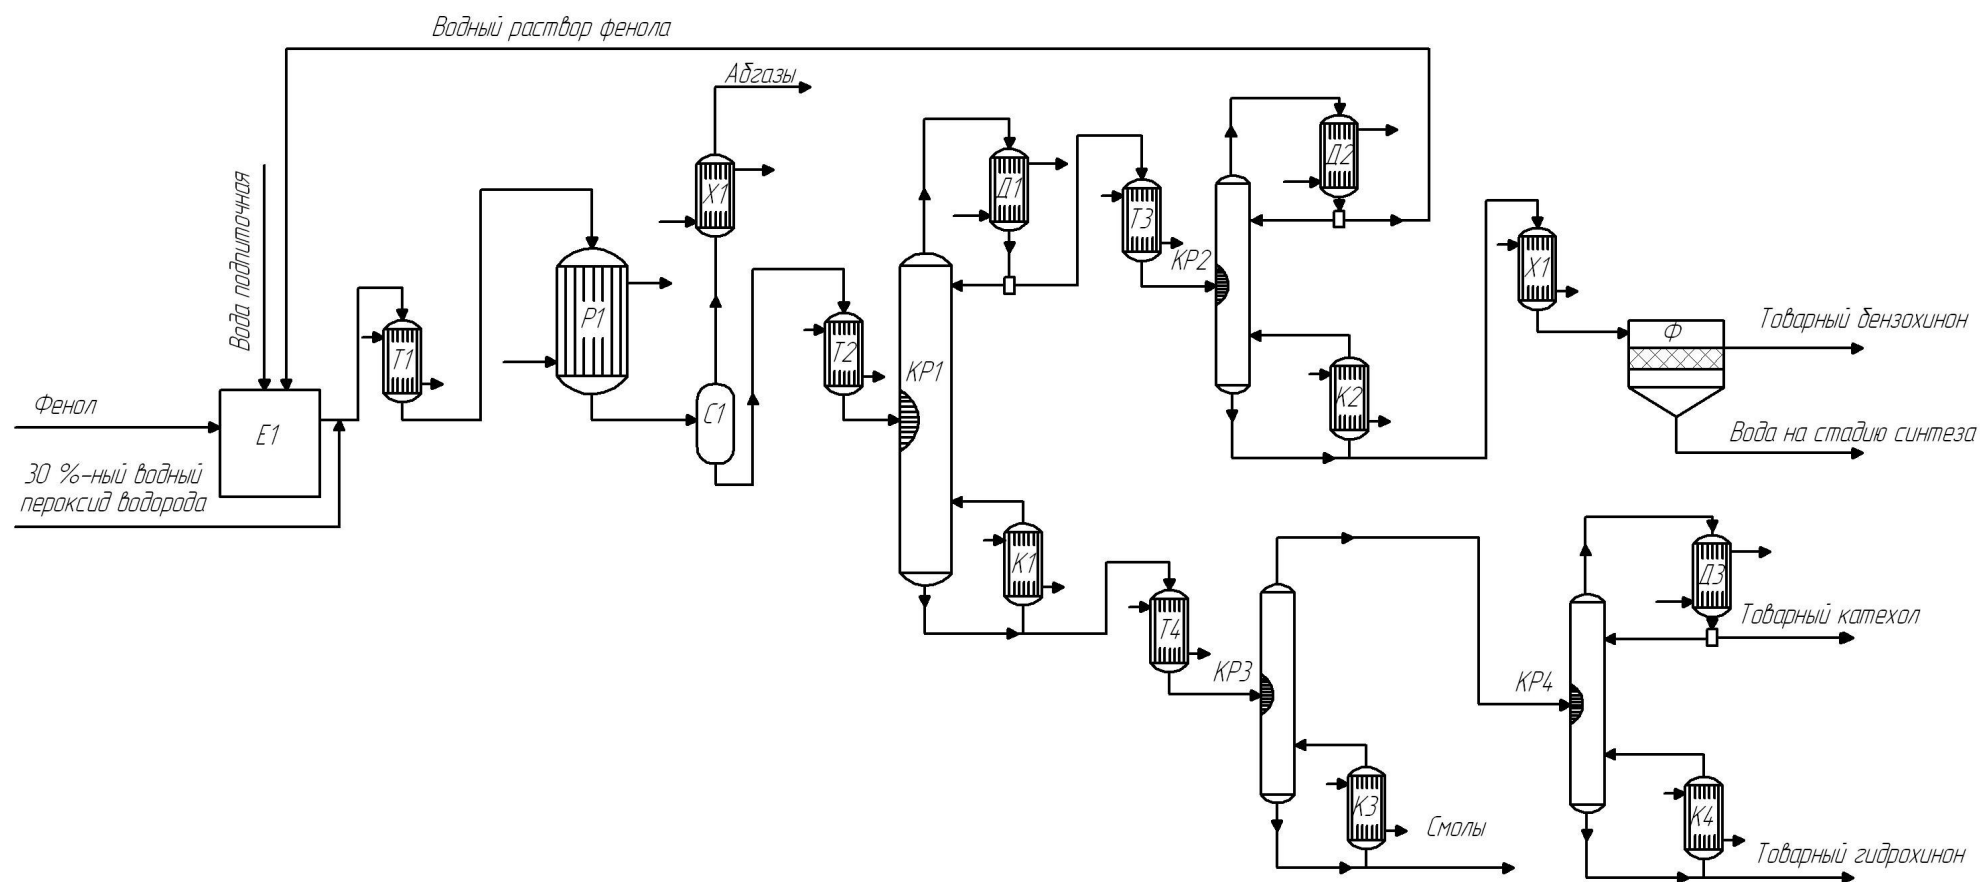 Водный раствор фенола
Абгазы
Вода подпиточная
Фенол
30 %-ный водный
пероксид водорода
Е1
Т1
Р1
Х1
С1
Т2
КР1
Д1
К1
Т3
КР2
Д2
К2
Х1
Ф
Товарный бензохинон
Вода на стадию синтеза
Т4
КР3
К3
Смолы
КР4
Д3
Товарный катехол
К4
Товарный гидрохинон